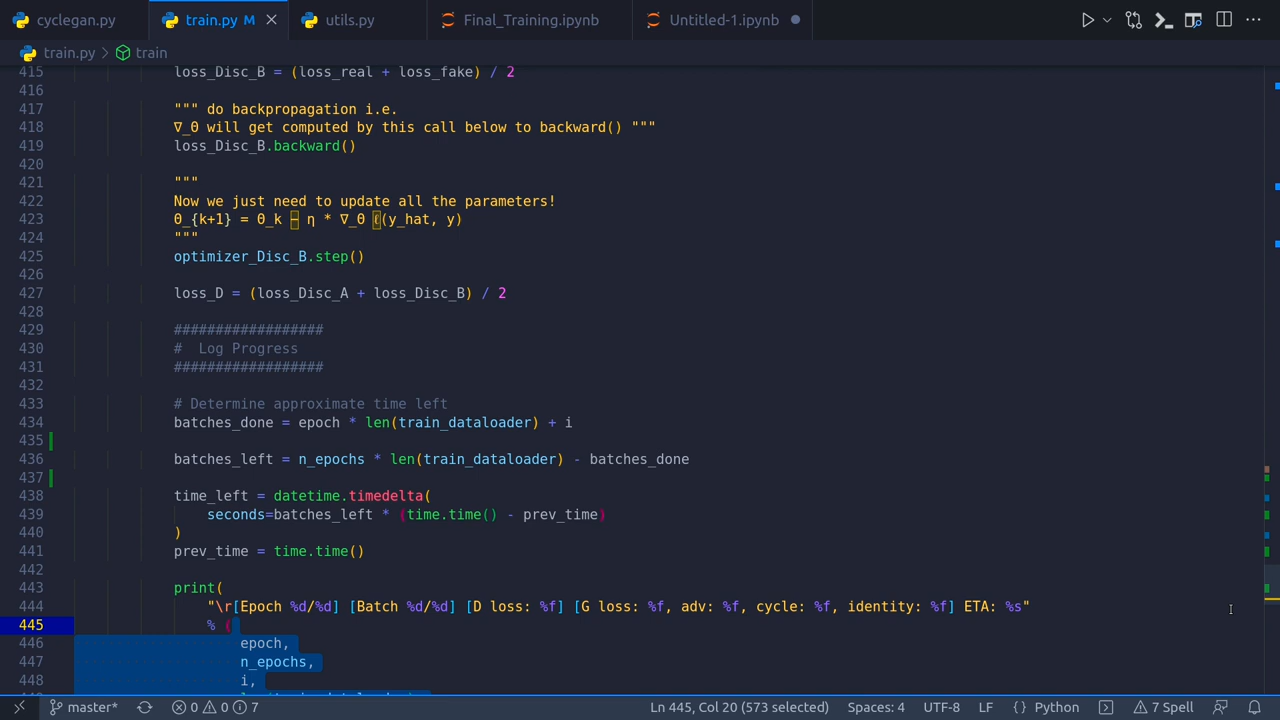 cyclegan.py train.py M utils.py Final_Training.ipynb Untitled-1.ipynb
train.py train
415 loss_Disc_B = (loss_real + loss_fake) / 2
416
417 """ do backpropagation i.e.
418 ∇_Θ will get computed by this call below to backward() """
419 loss_Disc_B.backward()
420
421 """
422 Now we just need to update all the parameters!
423 Θ_{k+1} = Θ_k − η * ∇_Θ ℓ(y_hat, y)
424 """
425 optimizer_Disc_B.step()
426
427 loss_D = (loss_Disc_A + loss_Disc_B) / 2
428
429 ##################
430 #  Log Progress
431 ##################
432
433 # Determine approximate time left
434 batches_done = epoch * len(train_dataloader) + i
435
436 batches_left = n_epochs * len(train_dataloader) - batches_done
437
438 time_left = datetime.timedelta(
439 seconds=batches_left * (time.time() - prev_time)
440 )
441 prev_time = time.time()
442
443 print(
444 "\r[Epoch %d/%d] [Batch %d/%d] [D loss: %f] [G loss: %f, adv: %f, cycle: %f, identity: %f] ETA: %s"
445 % (
446 epoch,
447 n_epochs,
448 i,
master* 0 0 7 Ln 445, Col 20 (573 selected) Spaces: 4 UTF-8 LF {} Python 7 Spell